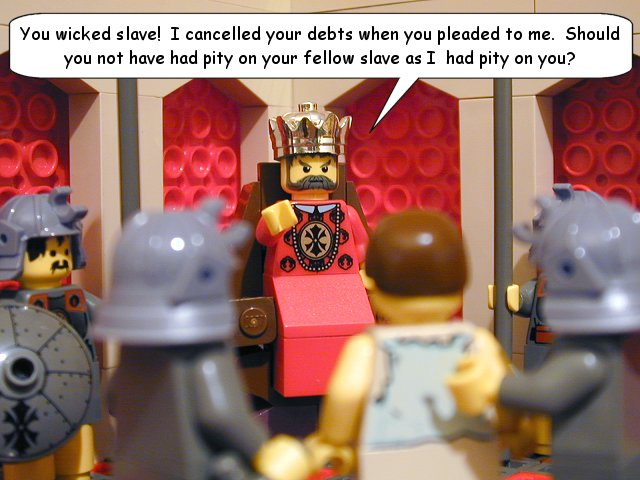 You wicked slave!  I cancelled your debts when you pleaded to me.  Should
you not have had pity on your fellow slave as I  had pity on you?